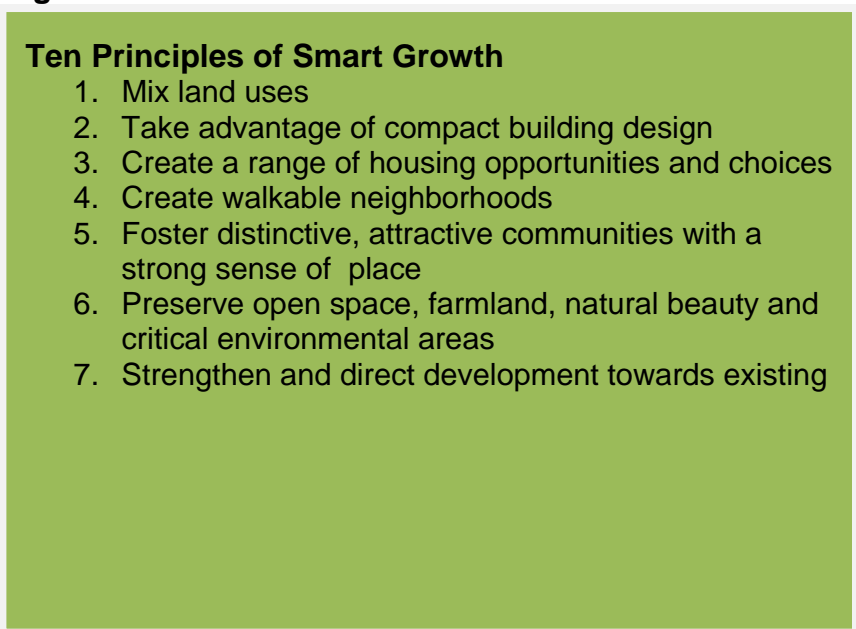 Ten Principles of Smart Growth
1. Mix land uses
2. Take advantage of compact building design
3. Create a range of housing opportunities and choices
4. Create walkable neighborhoods
5. Foster distinctive, attractive communities with a
strong sense of  place
6. Preserve open space, farmland, natural beauty and
critical environmental areas
7. Strengthen and direct development towards existing